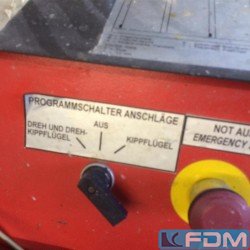 PROGRAMMSCHALTER ANSCHLÄGE
AUS
DREH UND DREH-
KIPPFLÜGEL
KIPPFLÜGEL
NOT AU
EMERGENCY
FDM